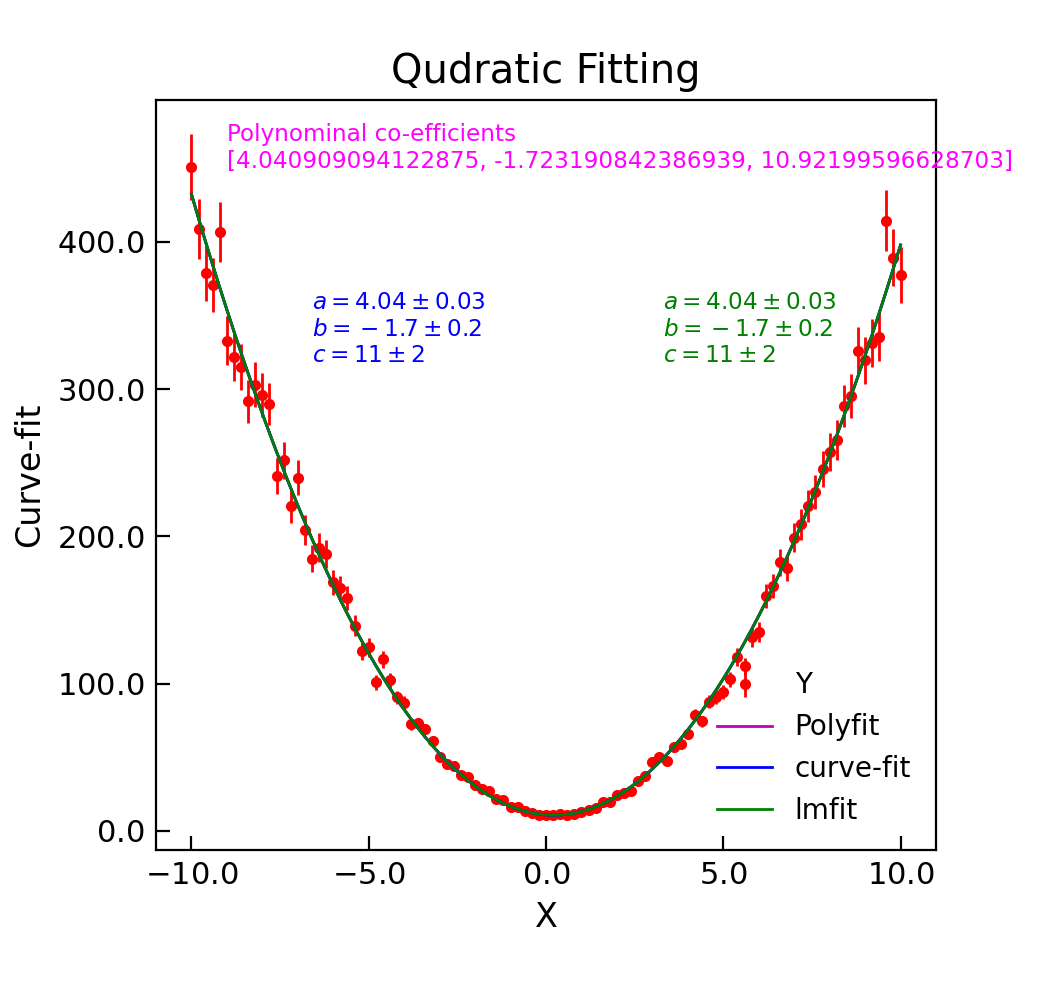 Qudratic Fitting
Polynominal co-efficients
[4.040909094122875, -1.723190842386939, 10.92199596628703]
a = 4.04 ± 0.03
b = −1.7 ± 0.2
c = 11 ± 2
a = 4.04 ± 0.03
b = −1.7 ± 0.2
c = 11 ± 2
Curve-fit
400.0
300.0
200.0
100.0
0.0
Y
Polyfit
curve-fit
lmfit
−10.0 −5.0 0.0 5.0 10.0
X